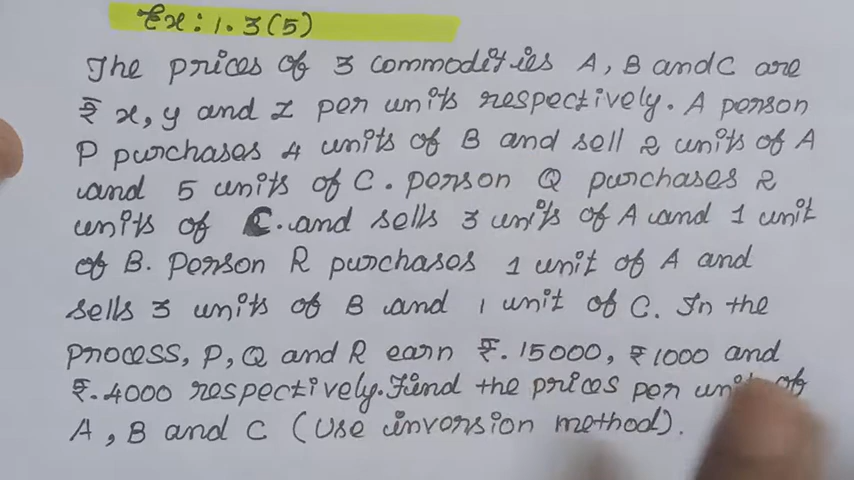 Ex: 1.3(5)
The prices of 3 commodities A, B and C are
₹ x, y and z per units respectively. A person
P purchases 4 units of B and sell 2 units of A
and 5 units of C. person Q purchases 2
units of C. and sells 3 units of A and 1 unit
of B. Person R purchases 1 unit of A and
sells 3 units of B and 1 unit of C. In the
process, P, Q and R earn ₹. 15000, ₹ 1000 and
₹. 4000 respectively. Find the prices per unit of
A, B and C (Use inversion method).